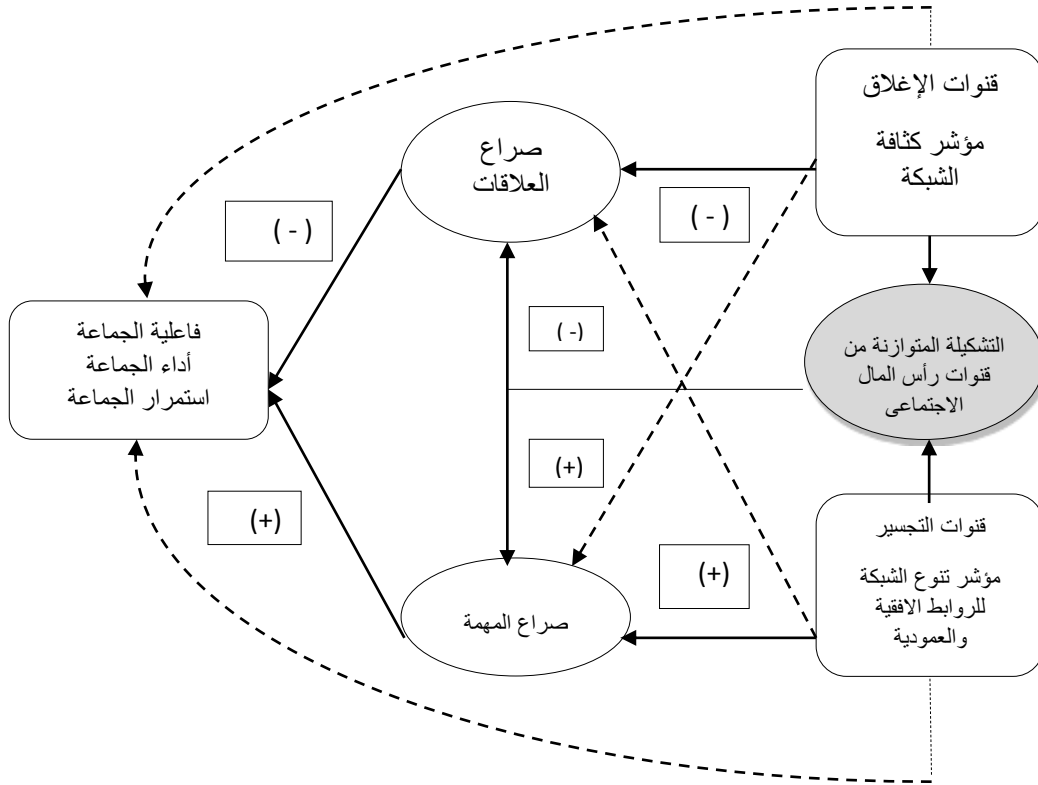 قنوات الإغلاق
مؤشر كثافة
الشبكة
صراع
العلاقات
( - )
( - )
( -)
فاعلية الجماعة
أداء الجماعة
استمرار الجماعة
التشكيلة المتوازنة من
قنوات رأس المال
الاجتماعى
(+)
(+)
(+)
قنوات التجسير
مؤشر تنوع الشبكة
للروابط الافقية
والعمودية
صراع المهمة